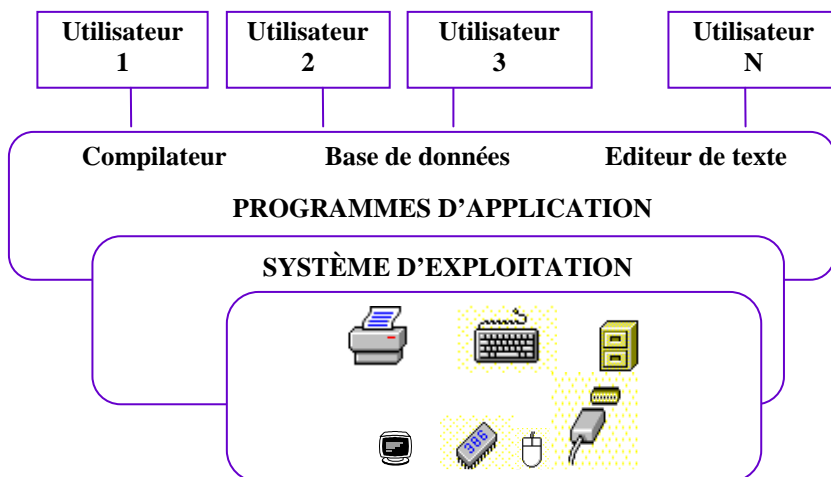 Utilisateur
1
Utilisateur
2
Utilisateur
3
Utilisateur
N
Compilateur Base de données Editeur de texte
PROGRAMMES D'APPLICATION
SYSTÈME D'EXPLOITATION
386